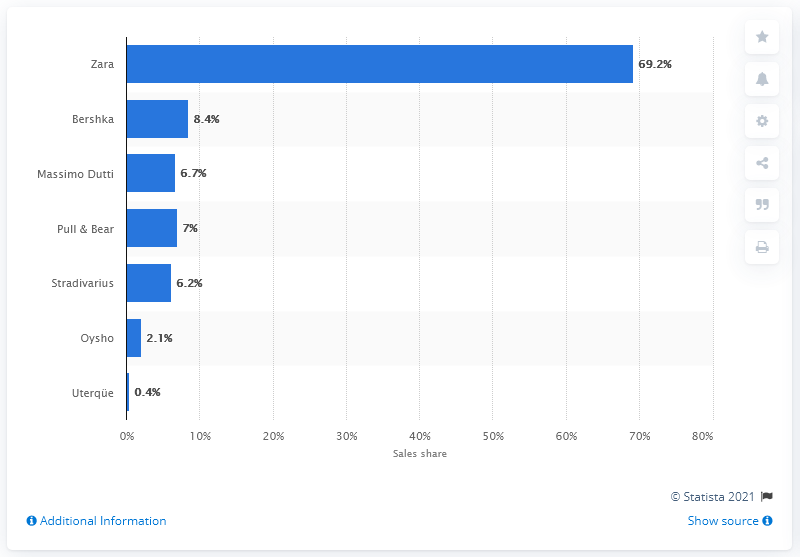 Zara 69.2%
Bershka 8.4%
Massimo Dutti 6.7%
Pull & Bear 7%
Stradivarius 6.2%
Oysho 2.1%
Uterqüe 0.4%
0% 10% 20% 30% 40% 50% 60% 70% 80%
Sales share
© Statista 2021
Additional Information Show source